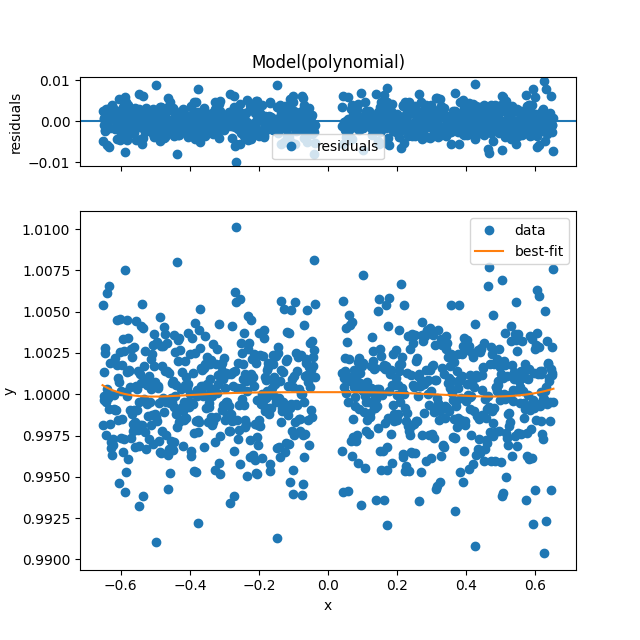 Model(polynomial)
0.01
0.00
−0.01
residuals
residuals
1.0100
1.0075
1.0050
1.0025
1.0000
0.9975
0.9950
0.9925
0.9900
y
data
best-fit
−0.6
−0.4
−0.2
0.0
0.2
0.4
0.6
x